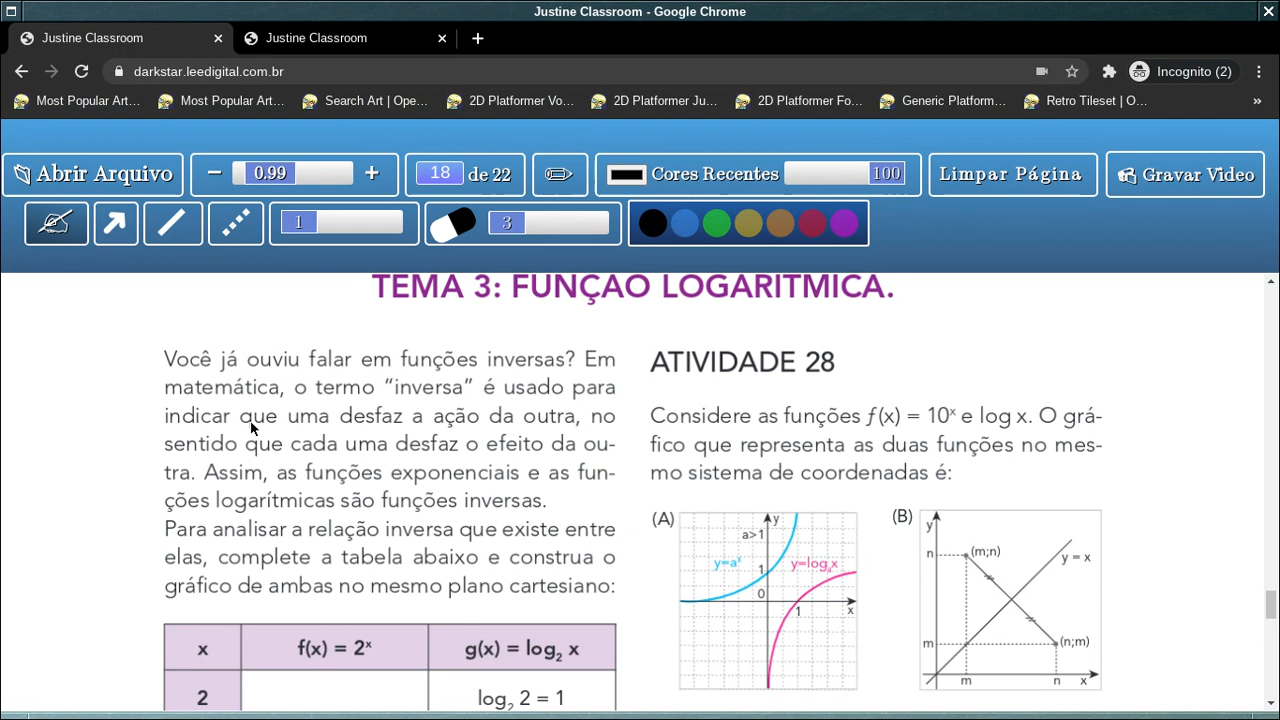 Justine Classroom - Google Chrome
Justine Classroom
Justine Classroom
darkstar.leedigital.com.br
Incognito (2)
Most Popular Art…
Most Popular Art…
Search Art | Ope…
2D Platformer Vo…
2D Platformer Ju…
2D Platformer Fo…
Generic Platform…
Retro Tileset | O…
»
Abrir Arquivo
− 0.99 +
18 de 22
Cores Recentes 100
Limpar Página
Gravar Video
1
3
TEMA 3: FUNÇAO LOGARITMICA.
Você já ouviu falar em funções inversas? Em
matemática, o termo “inversa” é usado para
indicar que uma desfaz a ação da outra, no
sentido que cada uma desfaz o efeito da ou-
tra. Assim, as funções exponenciais e as fun-
ções logarítmicas são funções inversas.
Para analisar a relação inversa que existe entre
elas, complete a tabela abaixo e construa o
gráfico de ambas no mesmo plano cartesiano:
x f(x) = 2ˣ g(x) = log₂ x
2 log₂ 2 = 1
ATIVIDADE 28
Considere as funções ƒ(x) = 10ˣ e log x. O grá-
fico que representa as duas funções no mes-
mo sistema de coordenadas é:
(A)
y
a>1
y=aˣ
1
y=logₐx
0
1
x
(B)
y
n
(m;n)
y = x
m
(n;m)
m
n
x